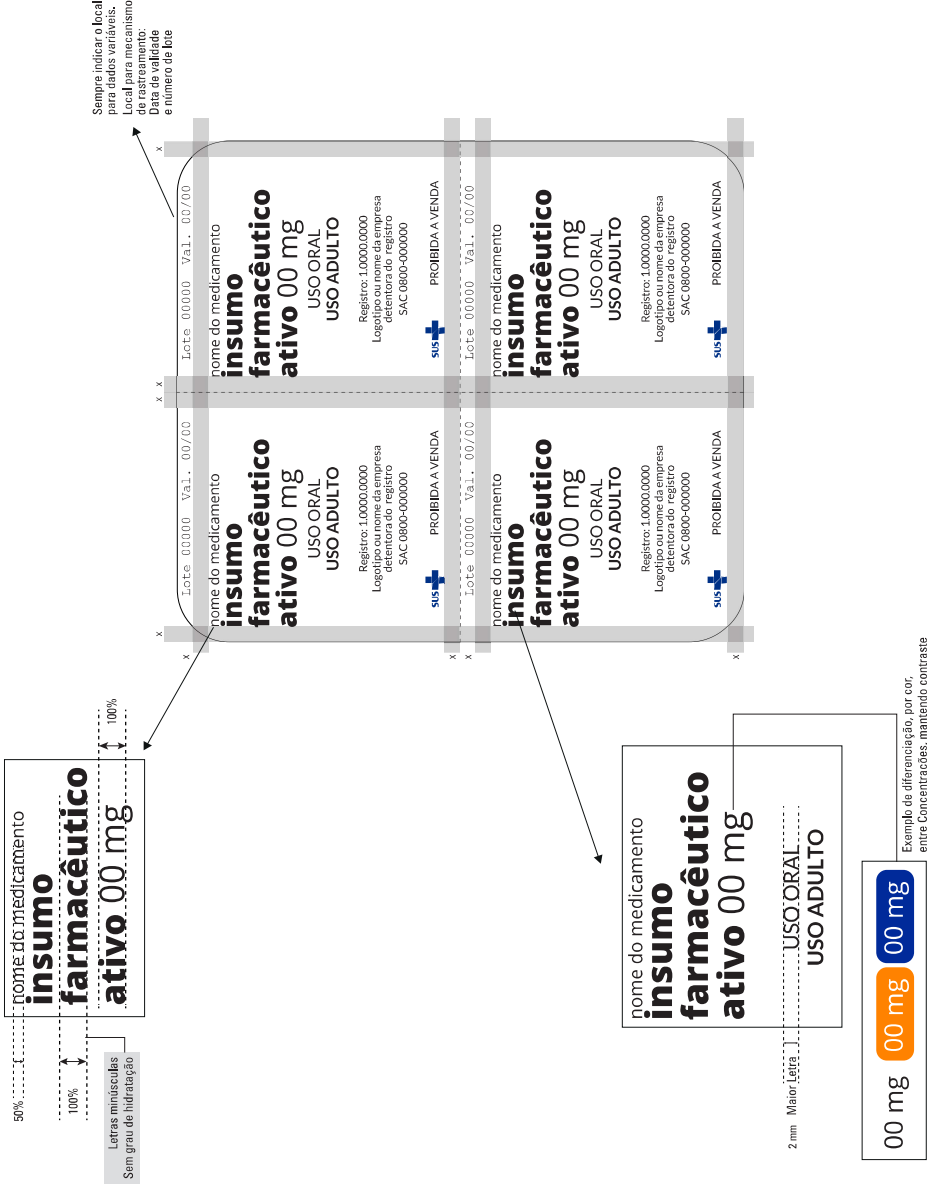 50%
nome do medicamento
insumo
farmacêutico
ativo 00 mg
100%
100%
Letras minúsculas
Sem grau de hidratação
Sempre indicar o local
para dados variáveis.
Local para mecanismo
de rastreamento:
Data de validade
e número de lote
x
x x
x
x
Lote 00000 Val. 00/00
nome do medicamento
insumo
farmacêutico
ativo 00 mg
USO ORAL
USO ADULTO
Registro: 1.0000.0000
Logotipo ou nome da empresa
detentora do registro
SAC 0800-000000
SUS PROIBIDA A VENDA
Lote 00000 Val. 00/00
nome do medicamento
insumo
farmacêutico
ativo 00 mg
USO ORAL
USO ADULTO
Registro: 1.0000.0000
Logotipo ou nome da empresa
detentora do registro
SAC 0800-000000
SUS PROIBIDA A VENDA
x
x
Lote 00000 Val. 00/00
nome do medicamento
insumo
farmacêutico
ativo 00 mg
USO ORAL
USO ADULTO
Registro: 1.0000.0000
Logotipo ou nome da empresa
detentora do registro
SAC 0800-000000
SUS PROIBIDA A VENDA
Lote 00000 Val. 00/00
nome do medicamento
insumo
farmacêutico
ativo 00 mg
USO ORAL
USO ADULTO
Registro: 1.0000.0000
Logotipo ou nome da empresa
detentora do registro
SAC 0800-000000
SUS PROIBIDA A VENDA
x
nome do medicamento
insumo
farmacêutico
ativo 00 mg
2 mm Maior Letra
USO ORAL
USO ADULTO
00 mg 00 mg 00 mg
Exemplo de diferenciação, por cor,
entre Concentrações, mantendo contraste